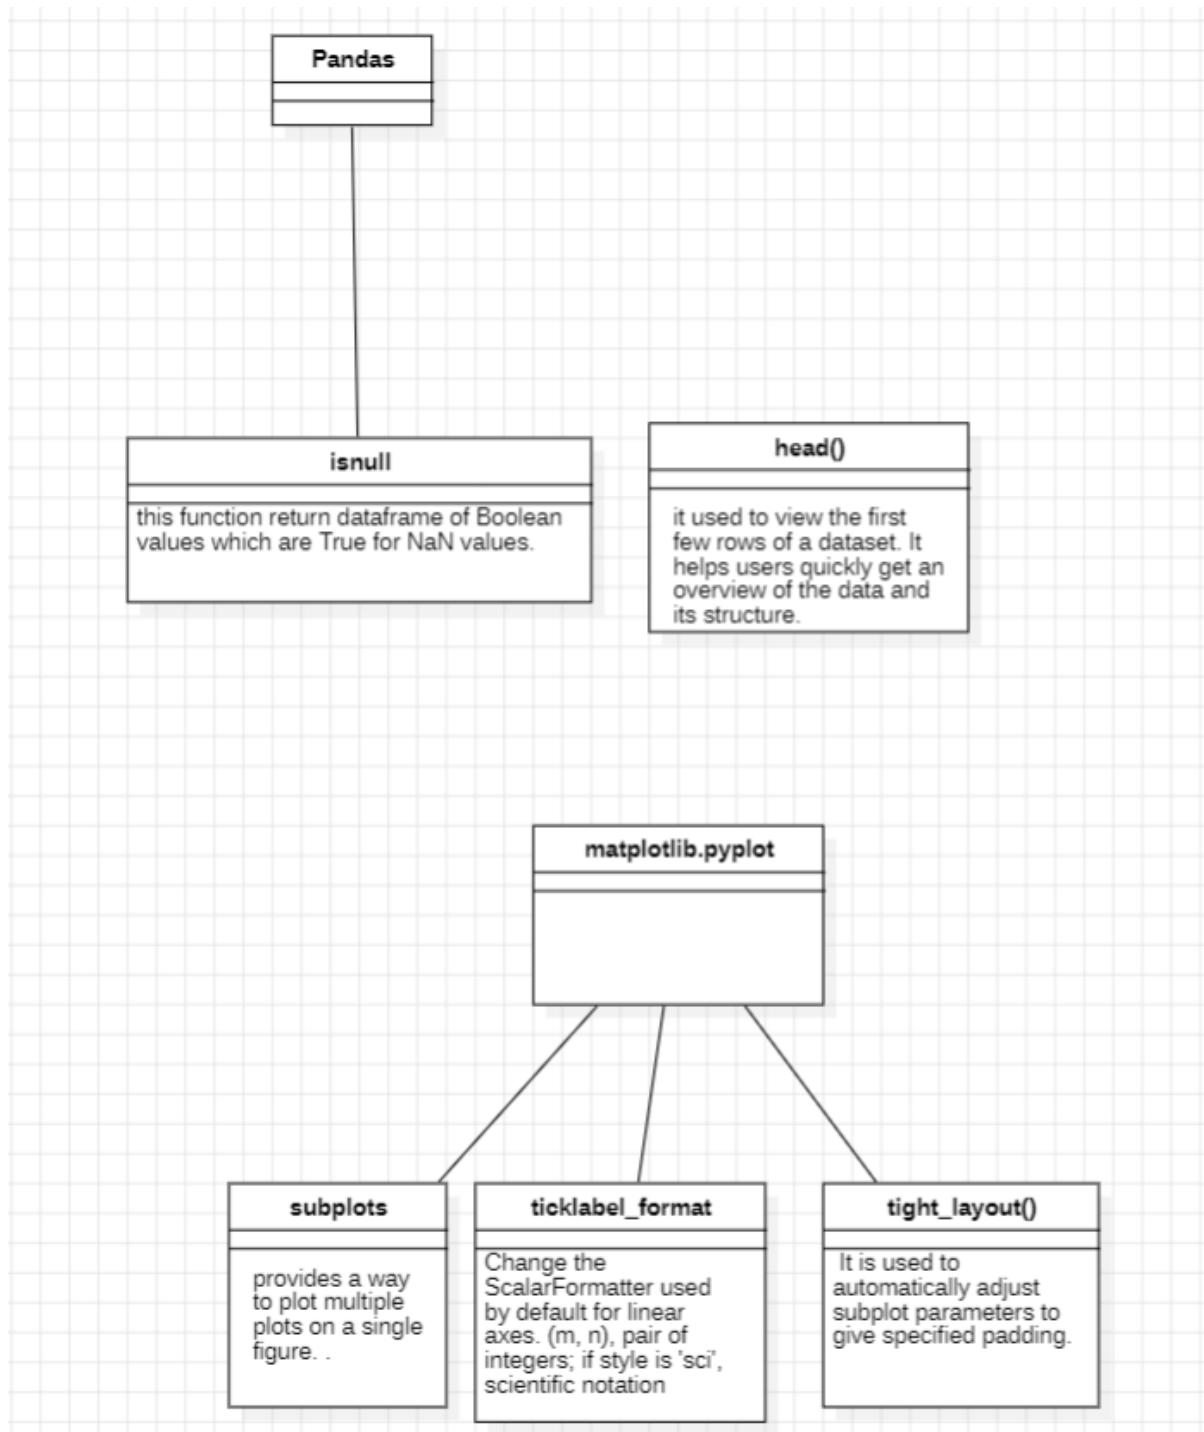 Pandas
isnull
this function return dataframe of Boolean
values which are True for NaN values.
head()
it used to view the first
few rows of a dataset. It
helps users quickly get an
overview of the data and
its structure.
matplotlib.pyplot
subplots
provides a way
to plot multiple
plots on a single
figure. .
ticklabel_format
Change the
ScalarFormatter used
by default for linear
axes. (m, n), pair of
integers; if style is 'sci',
scientific notation
tight_layout()
It is used to
automatically adjust
subplot parameters to
give specified padding.